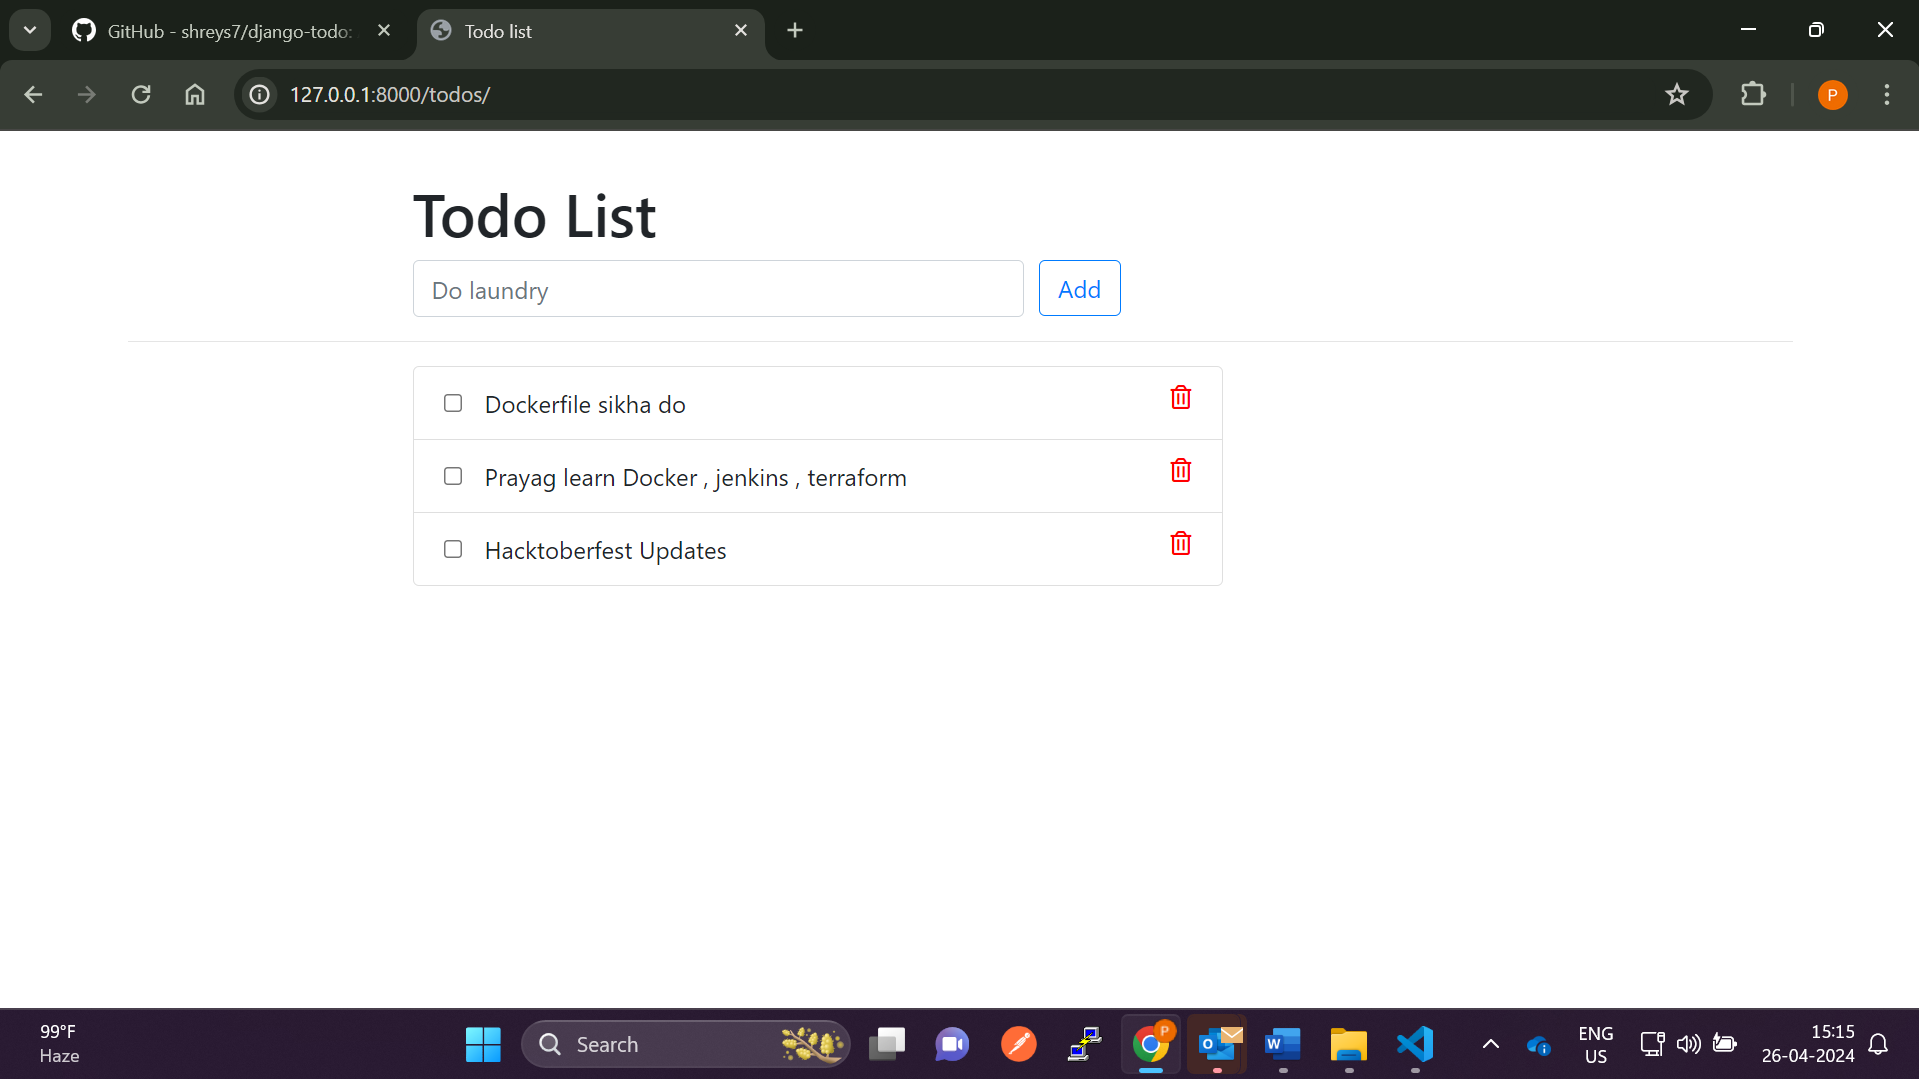 GitHub - shreys7/django-todo:
Todo list
127.0.0.1:8000/todos/
P
Todo List
Do laundry
Add
Dockerfile sikha do
Prayag learn Docker , jenkins , terraform
Hacktoberfest Updates
99°F
Haze
Search
P
ENG
US
15:15
26-04-2024